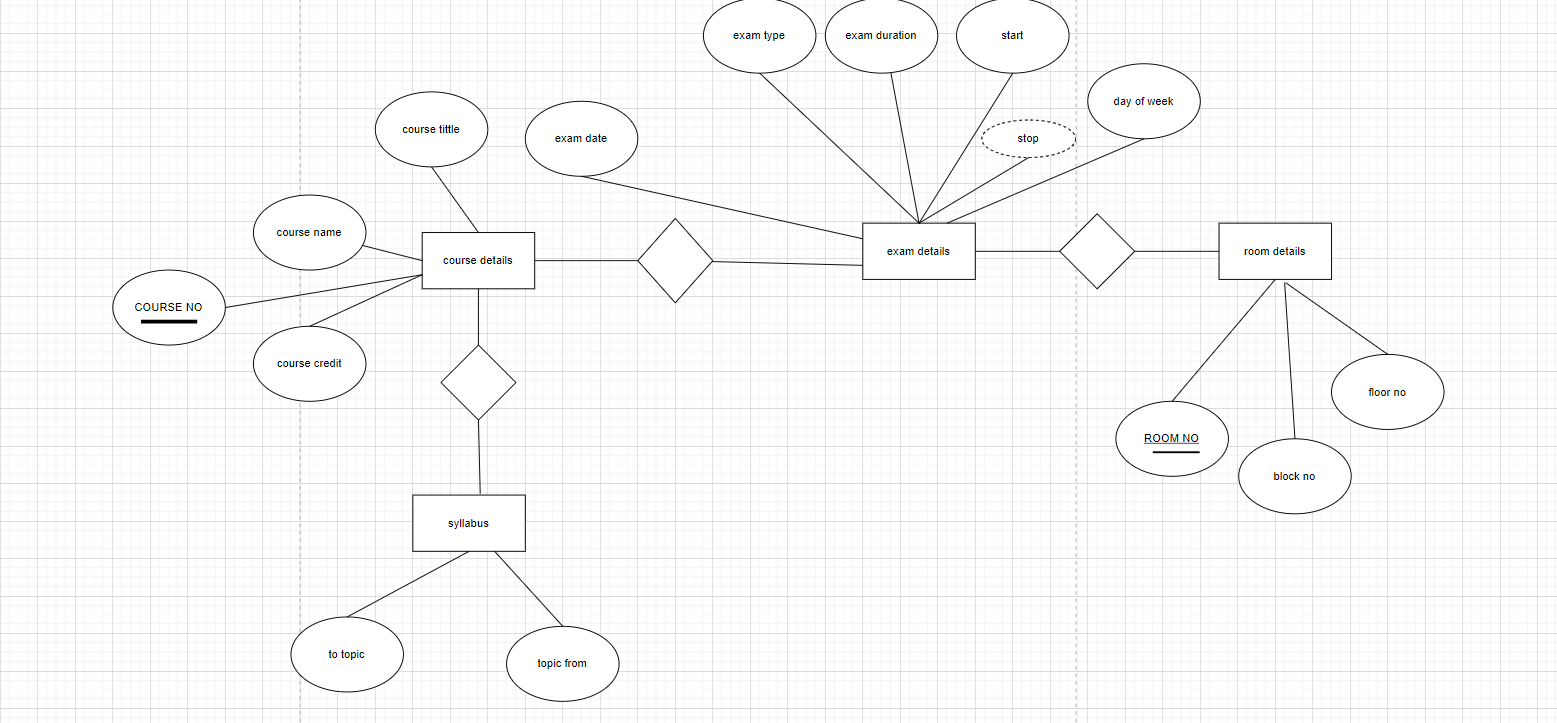 exam type
exam duration
start
day of week
course tittle
exam date
stop
course name
course details
exam details
room details
COURSE NO
course credit
floor no
ROOM NO
block no
syllabus
to topic
topic from